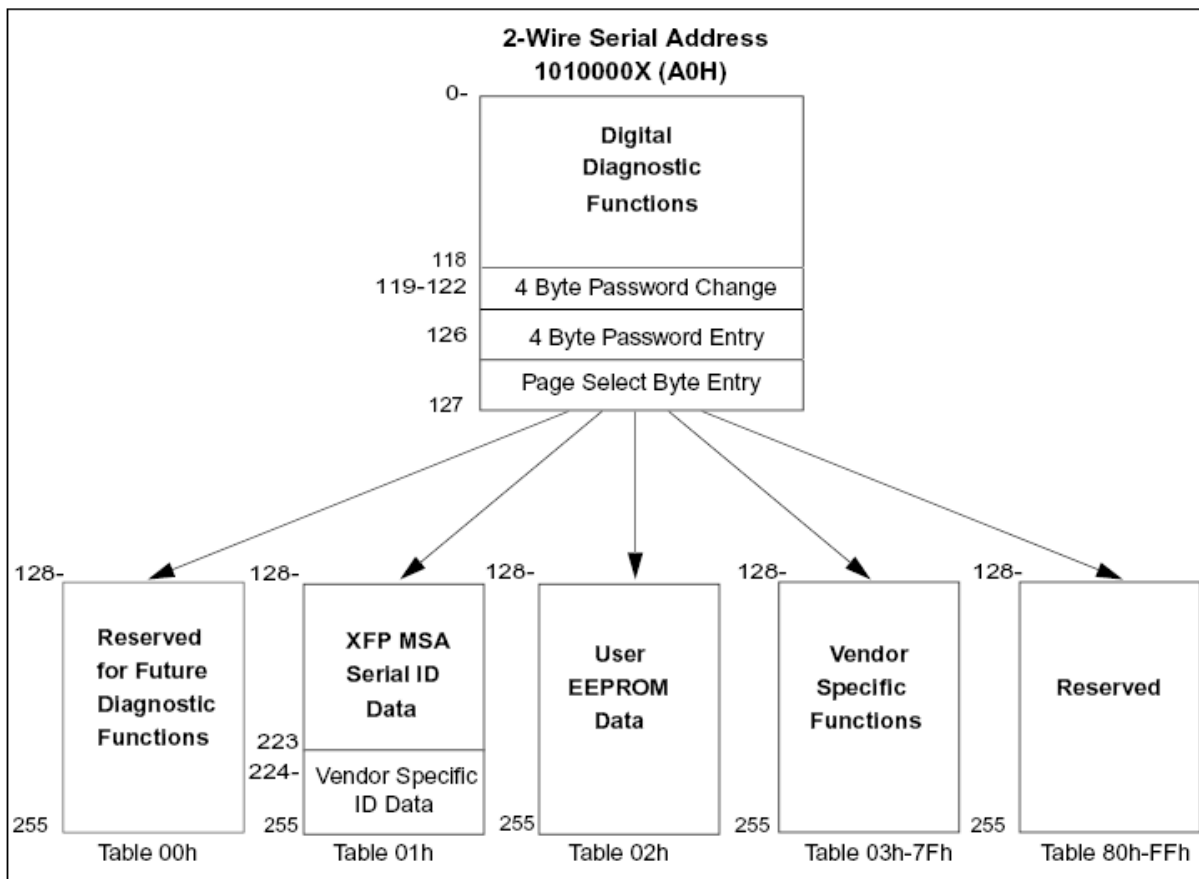 2-Wire Serial Address
1010000X (A0H)
0-
Digital
Diagnostic
Functions
118
119-122
4 Byte Password Change
126
4 Byte Password Entry
Page Select Byte Entry
127
128-
Reserved
for Future
Diagnostic
Functions
255
Table 00h
128-
XFP MSA
Serial ID
Data
223
224-
Vendor Specific
ID Data
255
Table 01h
128-
User
EEPROM
Data
255
Table 02h
128-
Vendor
Specific
Functions
255
Table 03h-7Fh
128-
Reserved
255
Table 80h-FFh